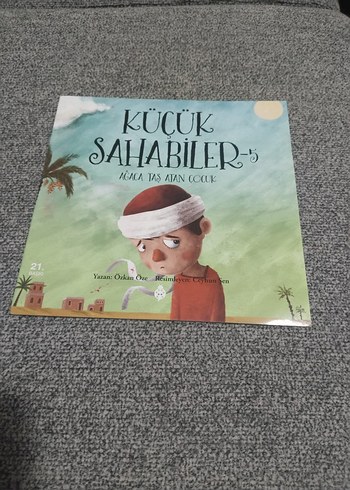 KÜÇÜK
SAHABİLER-5
AĞACA TAŞ ATAN ÇOCUK
Yazan: Özkan Öze Resimleyen: Ceyhun Şen
21.